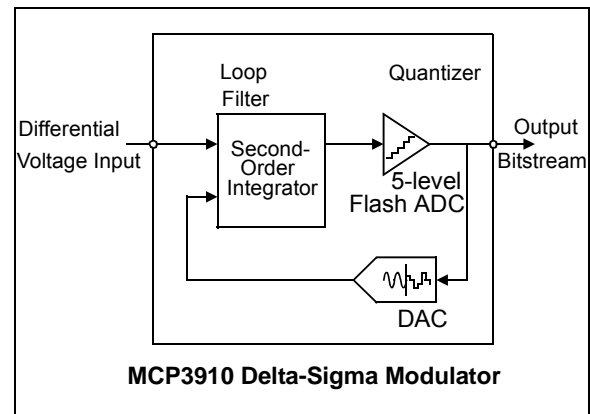 Loop
Filter
Quantizer
Differential
Voltage Input
Second-
Order
Integrator
Output
Bitstream
5-level
Flash ADC
DAC
MCP3910 Delta-Sigma Modulator